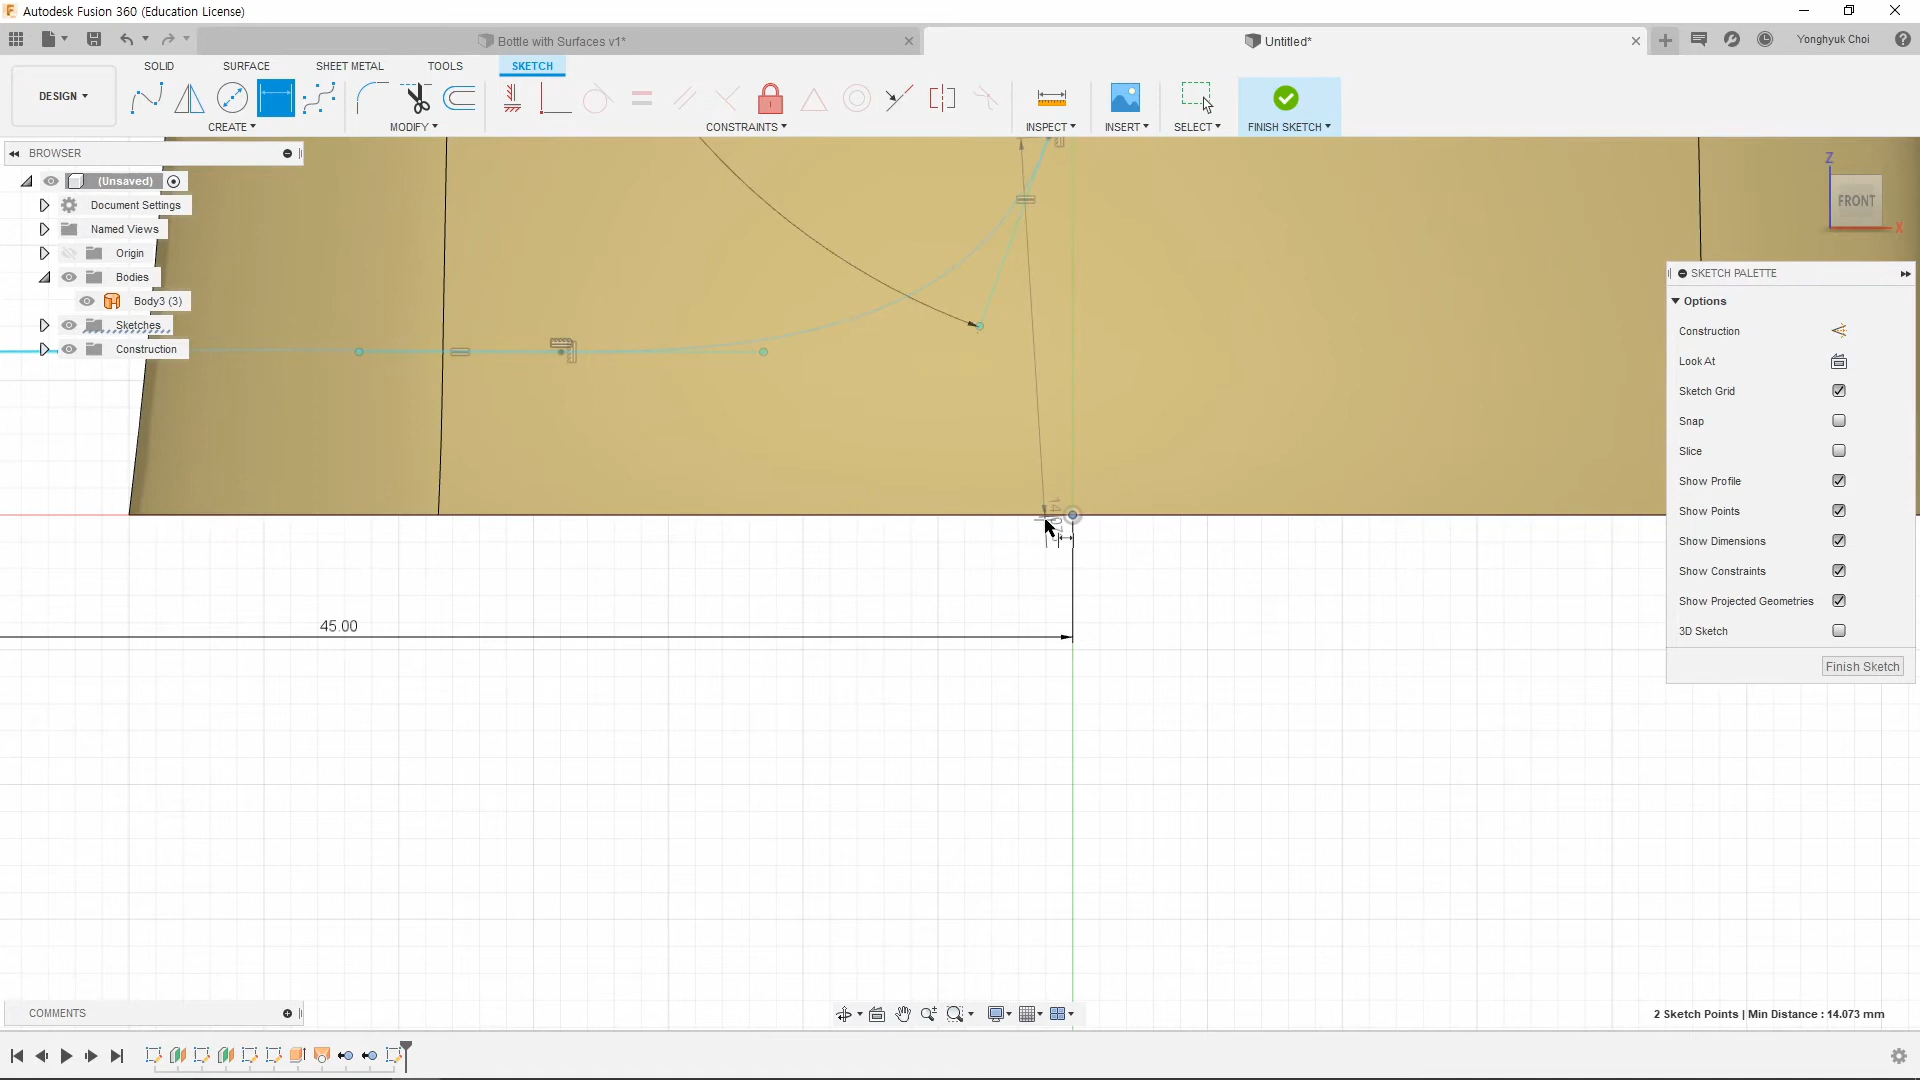 Autodesk Fusion 360 (Education License)
Bottle with Surfaces v1*
Untitled*
Yonghyuk Choi
SOLID
SURFACE
SHEET METAL
TOOLS
SKETCH
DESIGN
CREATE
MODIFY
CONSTRAINTS
INSPECT
INSERT
SELECT
FINISH SKETCH
BROWSER
(Unsaved)
Document Settings
Named Views
Origin
Bodies
Body3 (3)
Sketches
Construction
Z
FRONT
X
SKETCH PALETTE
Options
Construction
Look At
Sketch Grid
Snap
Slice
Show Profile
Show Points
Show Dimensions
Show Constraints
Show Projected Geometries
3D Sketch
Finish Sketch
45.00
COMMENTS
2 Sketch Points | Min Distance : 14.073 mm